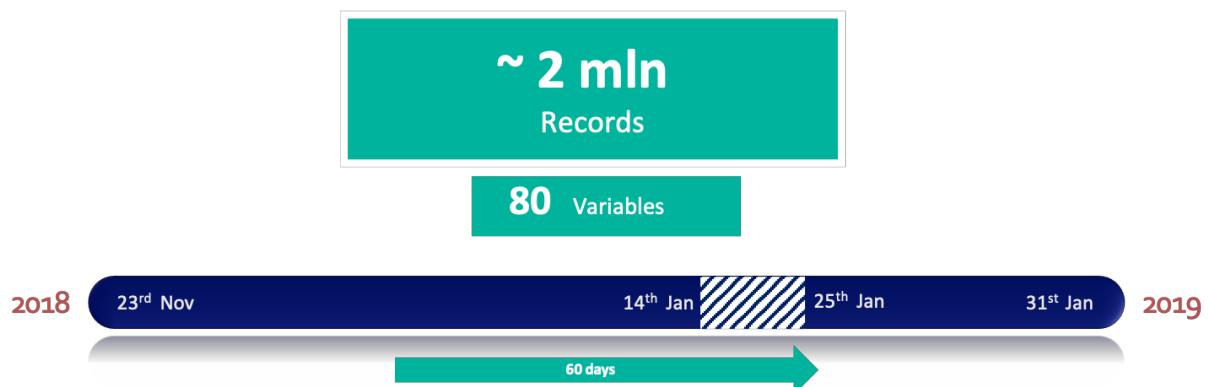 ~ 2 mln
Records
80 Variables
2018 23rd Nov 14th Jan 25th Jan 31st Jan 2019
60 days